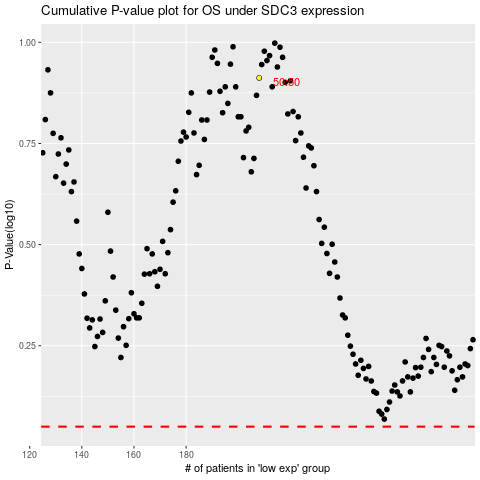 Cumulative P-value plot for OS under SDC3 expression
P-Value(log10)
1.00
0.75
0.50
0.25
50:50
120 140 160 180
# of patients in 'low exp' group